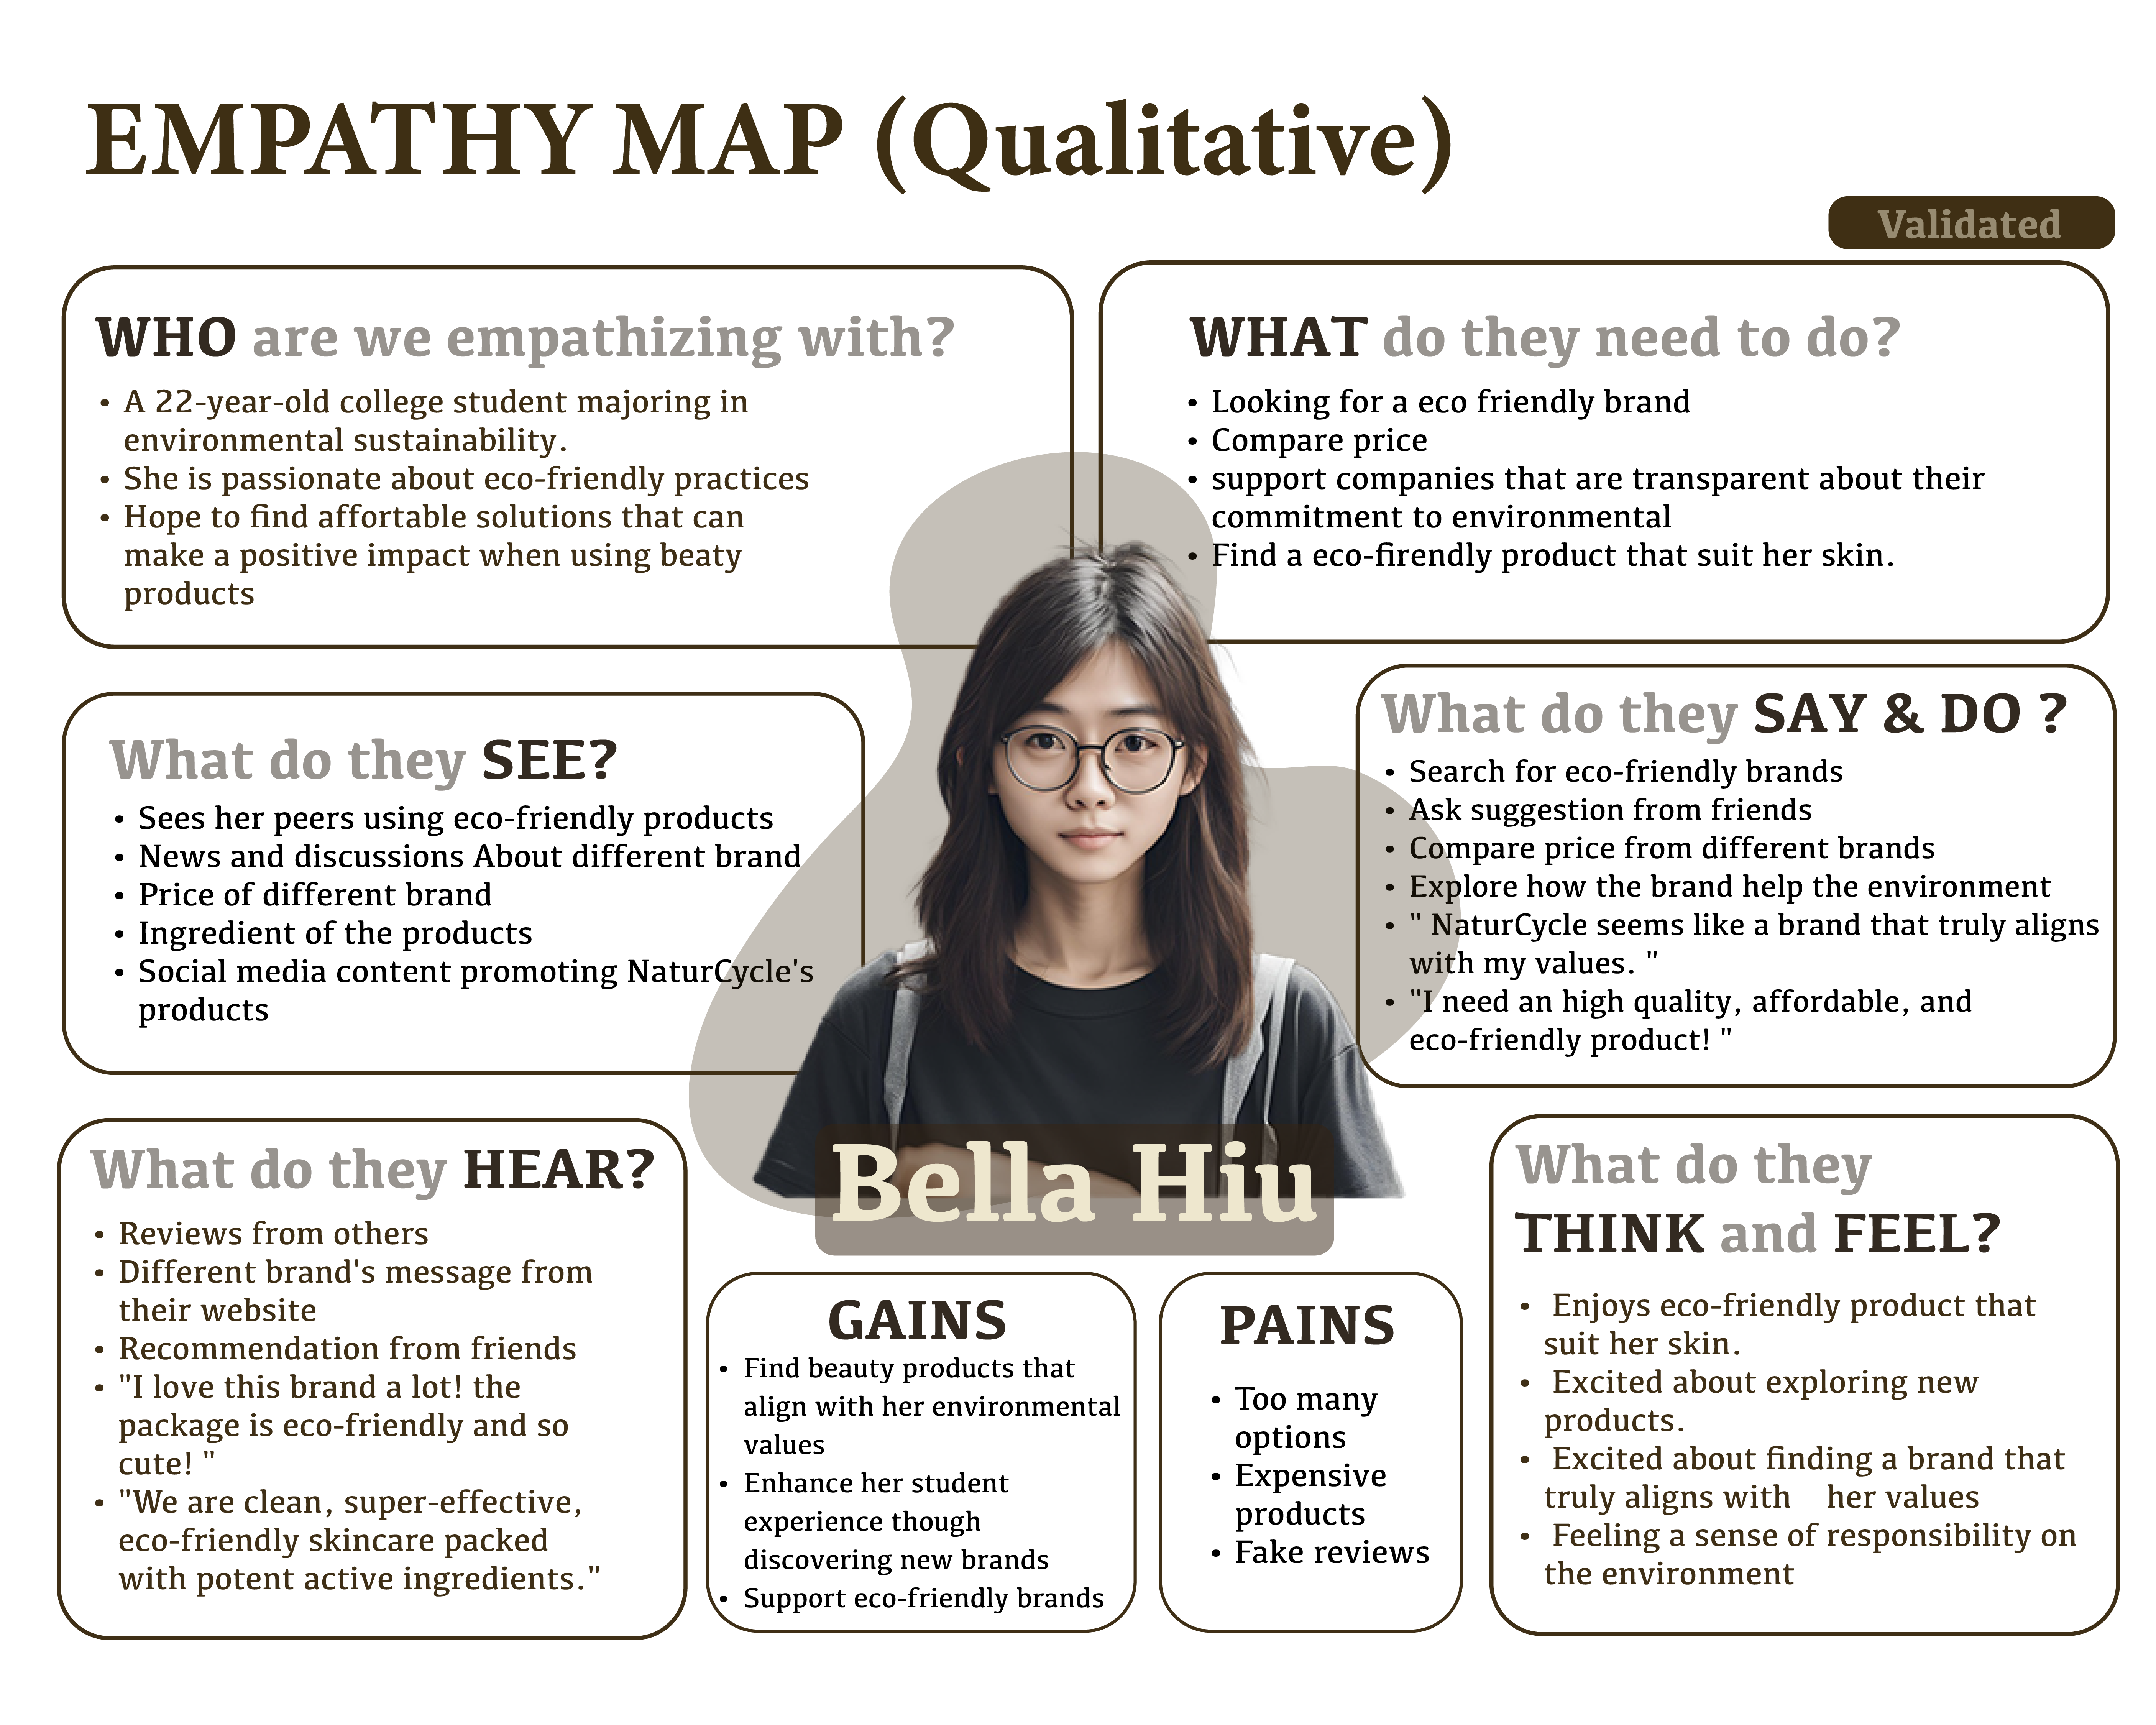 EMPATHY MAP (Qualitative)
Validated
WHO are we empathizing with?
• A 22-year-old college student majoring in
environmental sustainability.
• She is passionate about eco-friendly practices
• Hope to find affortable solutions that can
make a positive impact when using beaty
products
WHAT do they need to do?
• Looking for a eco friendly brand
• Compare price
• support companies that are transparent about their
commitment to environmental
• Find a eco-firendly product that suit her skin.
What do they SEE?
• Sees her peers using eco-friendly products
• News and discussions About different brand
• Price of different brand
• Ingredient of the products
• Social media content promoting NaturCycle's
products
What do they SAY & DO ?
• Search for eco-friendly brands
• Ask suggestion from friends
• Compare price from different brands
• Explore how the brand help the environment
• " NaturCycle seems like a brand that truly aligns
with my values. "
• "I need an high quality, affordable, and
eco-friendly product! "
What do they HEAR?
• Reviews from others
• Different brand's message from
their website
• Recommendation from friends
• "I love this brand a lot! the
package is eco-friendly and so
cute! "
• "We are clean, super-effective,
eco-friendly skincare packed
with potent active ingredients."
Bella Hiu
GAINS
• Find beauty products that
align with her environmental
values
• Enhance her student
experience though
discovering new brands
• Support eco-friendly brands
PAINS
• Too many
options
• Expensive
products
• Fake reviews
What do they
THINK and FEEL?
• Enjoys eco-friendly product that
suit her skin.
• Excited about exploring new
products.
• Excited about finding a brand that
truly aligns with her values
• Feeling a sense of responsibility on
the environment